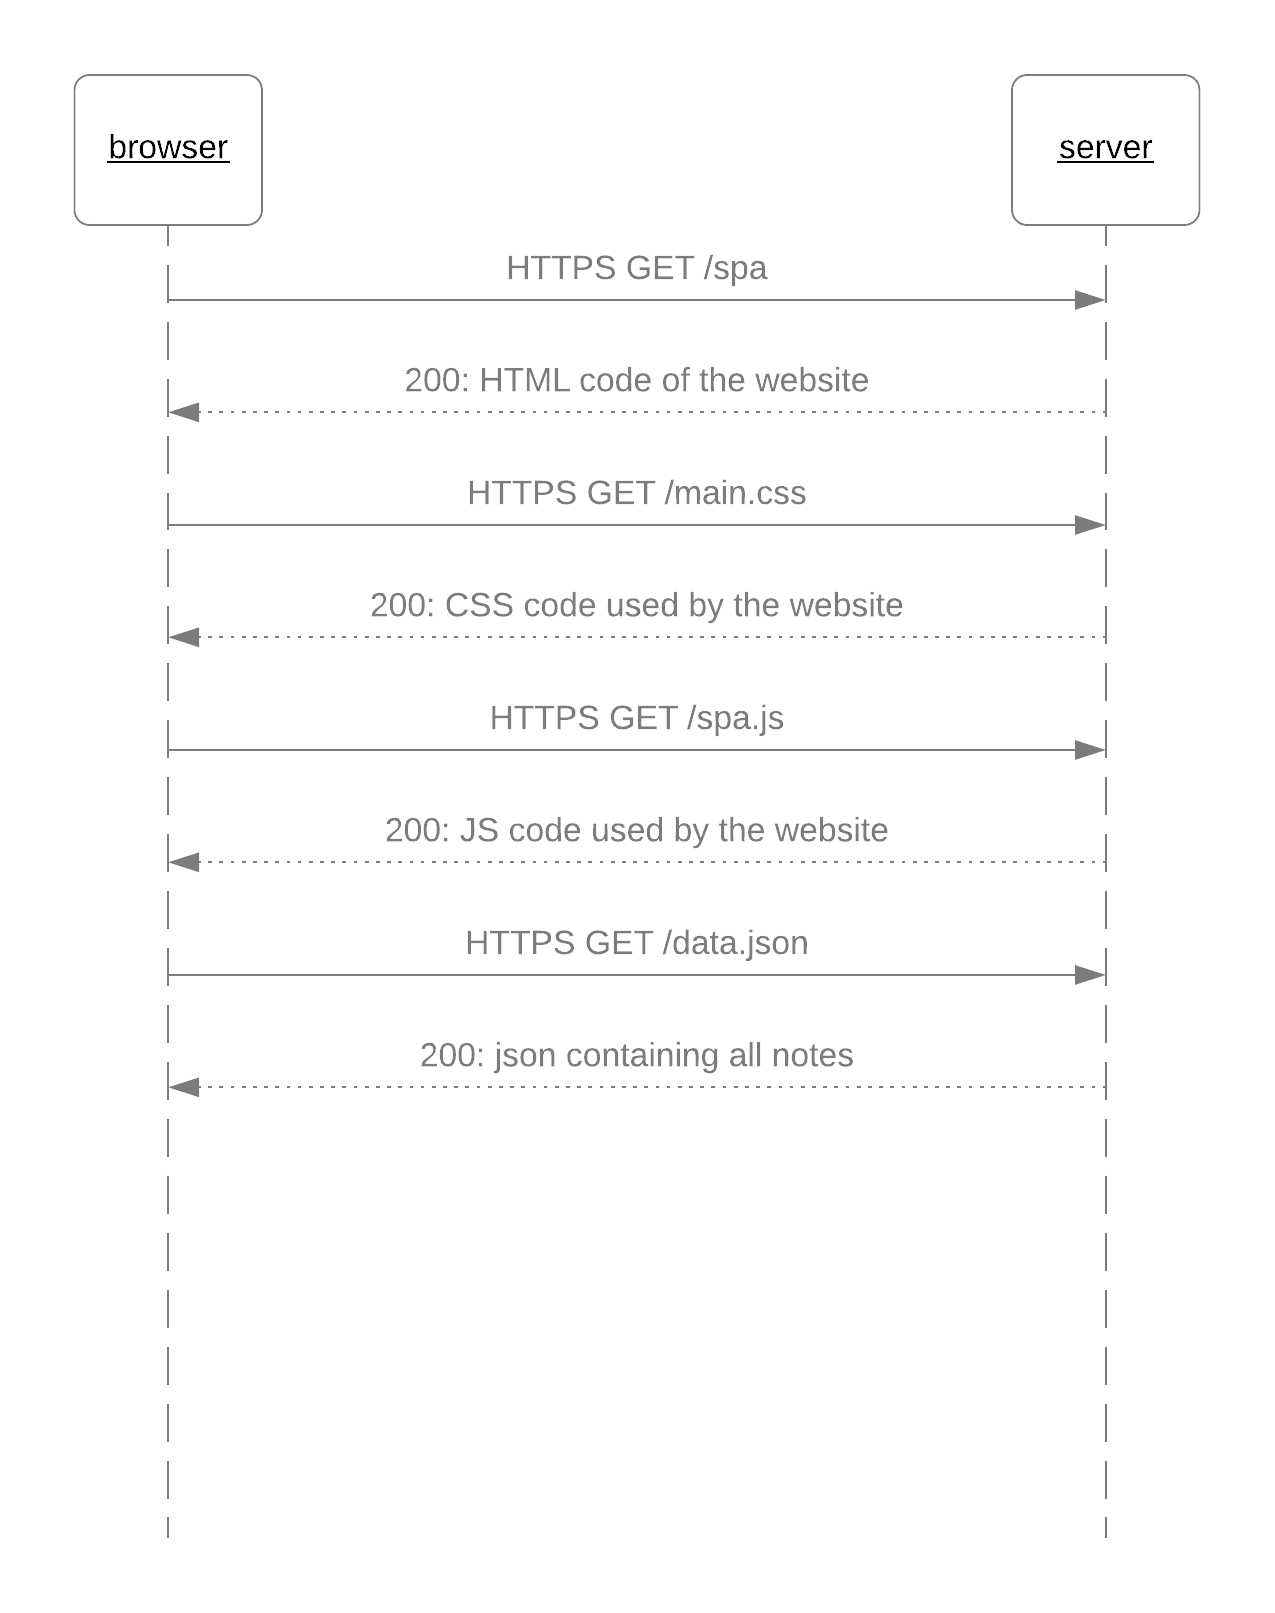 browser
server
HTTPS GET /spa
200: HTML code of the website
HTTPS GET /main.css
200: CSS code used by the website
HTTPS GET /spa.js
200: JS code used by the website
HTTPS GET /data.json
200: json containing all notes